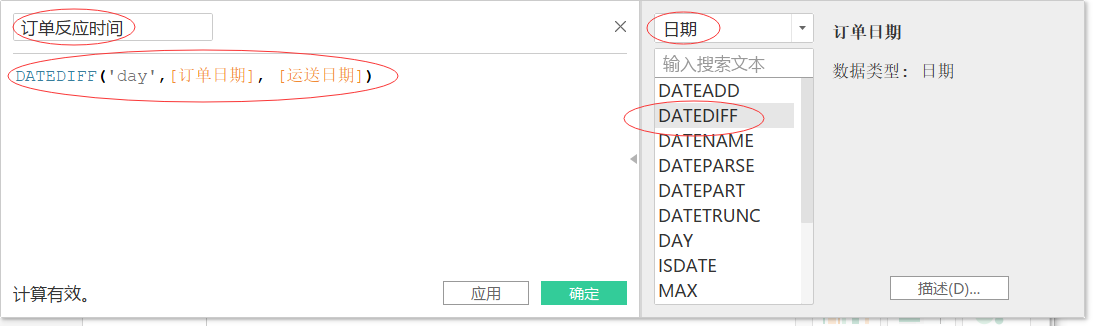 订单反应时间
DATEDIFF('day',[订单日期], [运送日期])
计算有效。
应用
确定
日期
输入搜索文本
DATEADD
DATEDIFF
DATENAME
DATEPARSE
DATEPART
DATETRUNC
DAY
ISDATE
MAX
订单日期
数据类型: 日期
描述(D)...